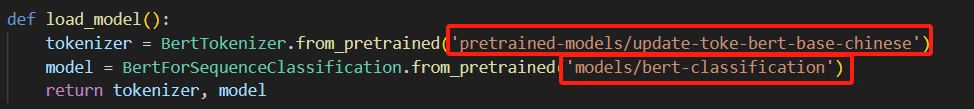 def load_model():
    tokenizer = BertTokenizer.from_pretrained('pretrained-models/update-toke-bert-base-chinese')
    model = BertForSequenceClassification.from_pretrained('models/bert-classification')
    return tokenizer, model